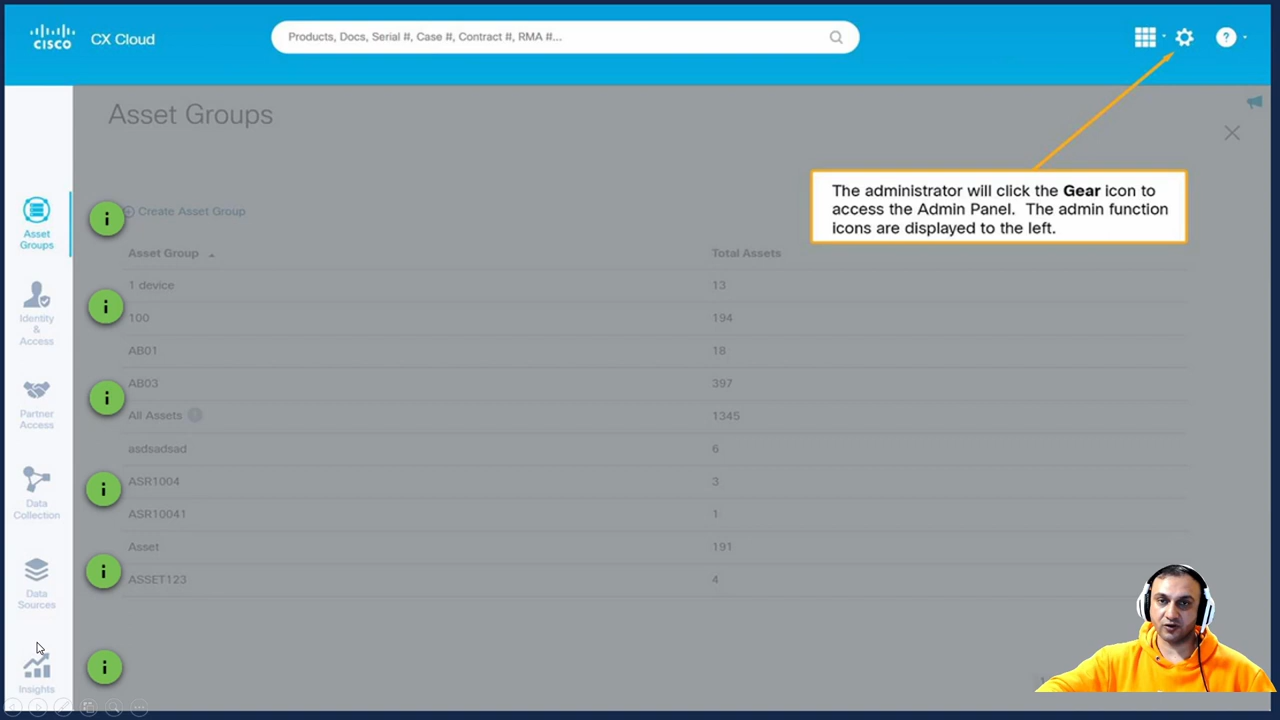 CISCO
CX Cloud
Products, Docs, Serial #, Case #, Contract #, RMA #...
?
Asset Groups
The administrator will click the Gear icon to
access the Admin Panel. The admin function
icons are displayed to the left.
Asset
Groups
Identity
&
Access
Partner
Access
Data
Collection
Data
Sources
Insights
i
i
i
i
i
i
Create Asset Group
Asset Group Total Assets
1 device 13
100 194
AB01 18
AB03 397
All Assets 1345
asdsadsad 6
ASR1004 3
ASR10041 1
Asset 191
ASSET123 4